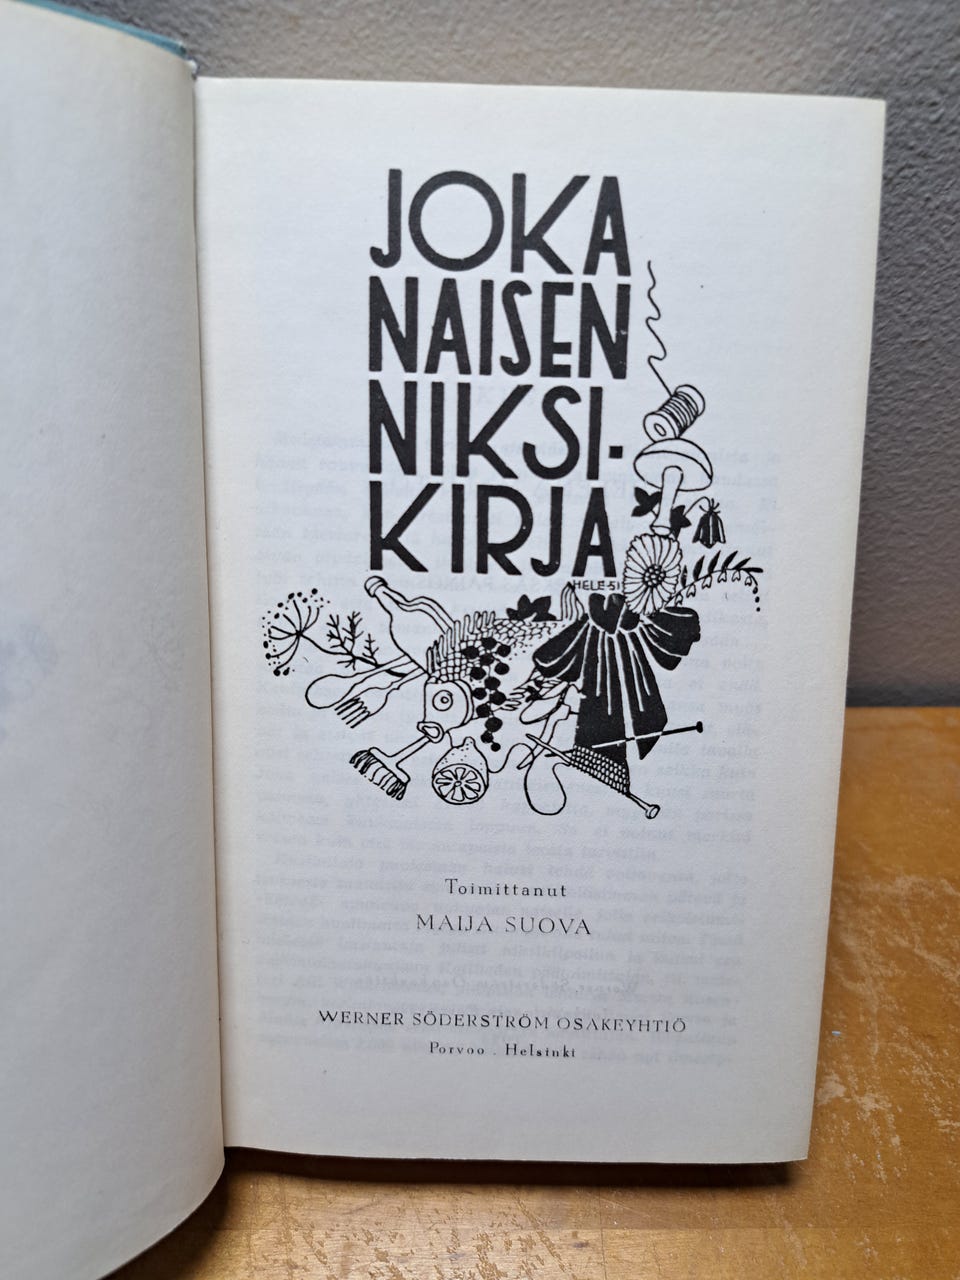 JOKA
NAISEN
NIKSI-
KIRJA
HELE-51
Toimittanut
MAIJA SUOVA
WERNER SÖDERSTRÖM OSAKEYHTIÖ
Porvoo . Helsinki